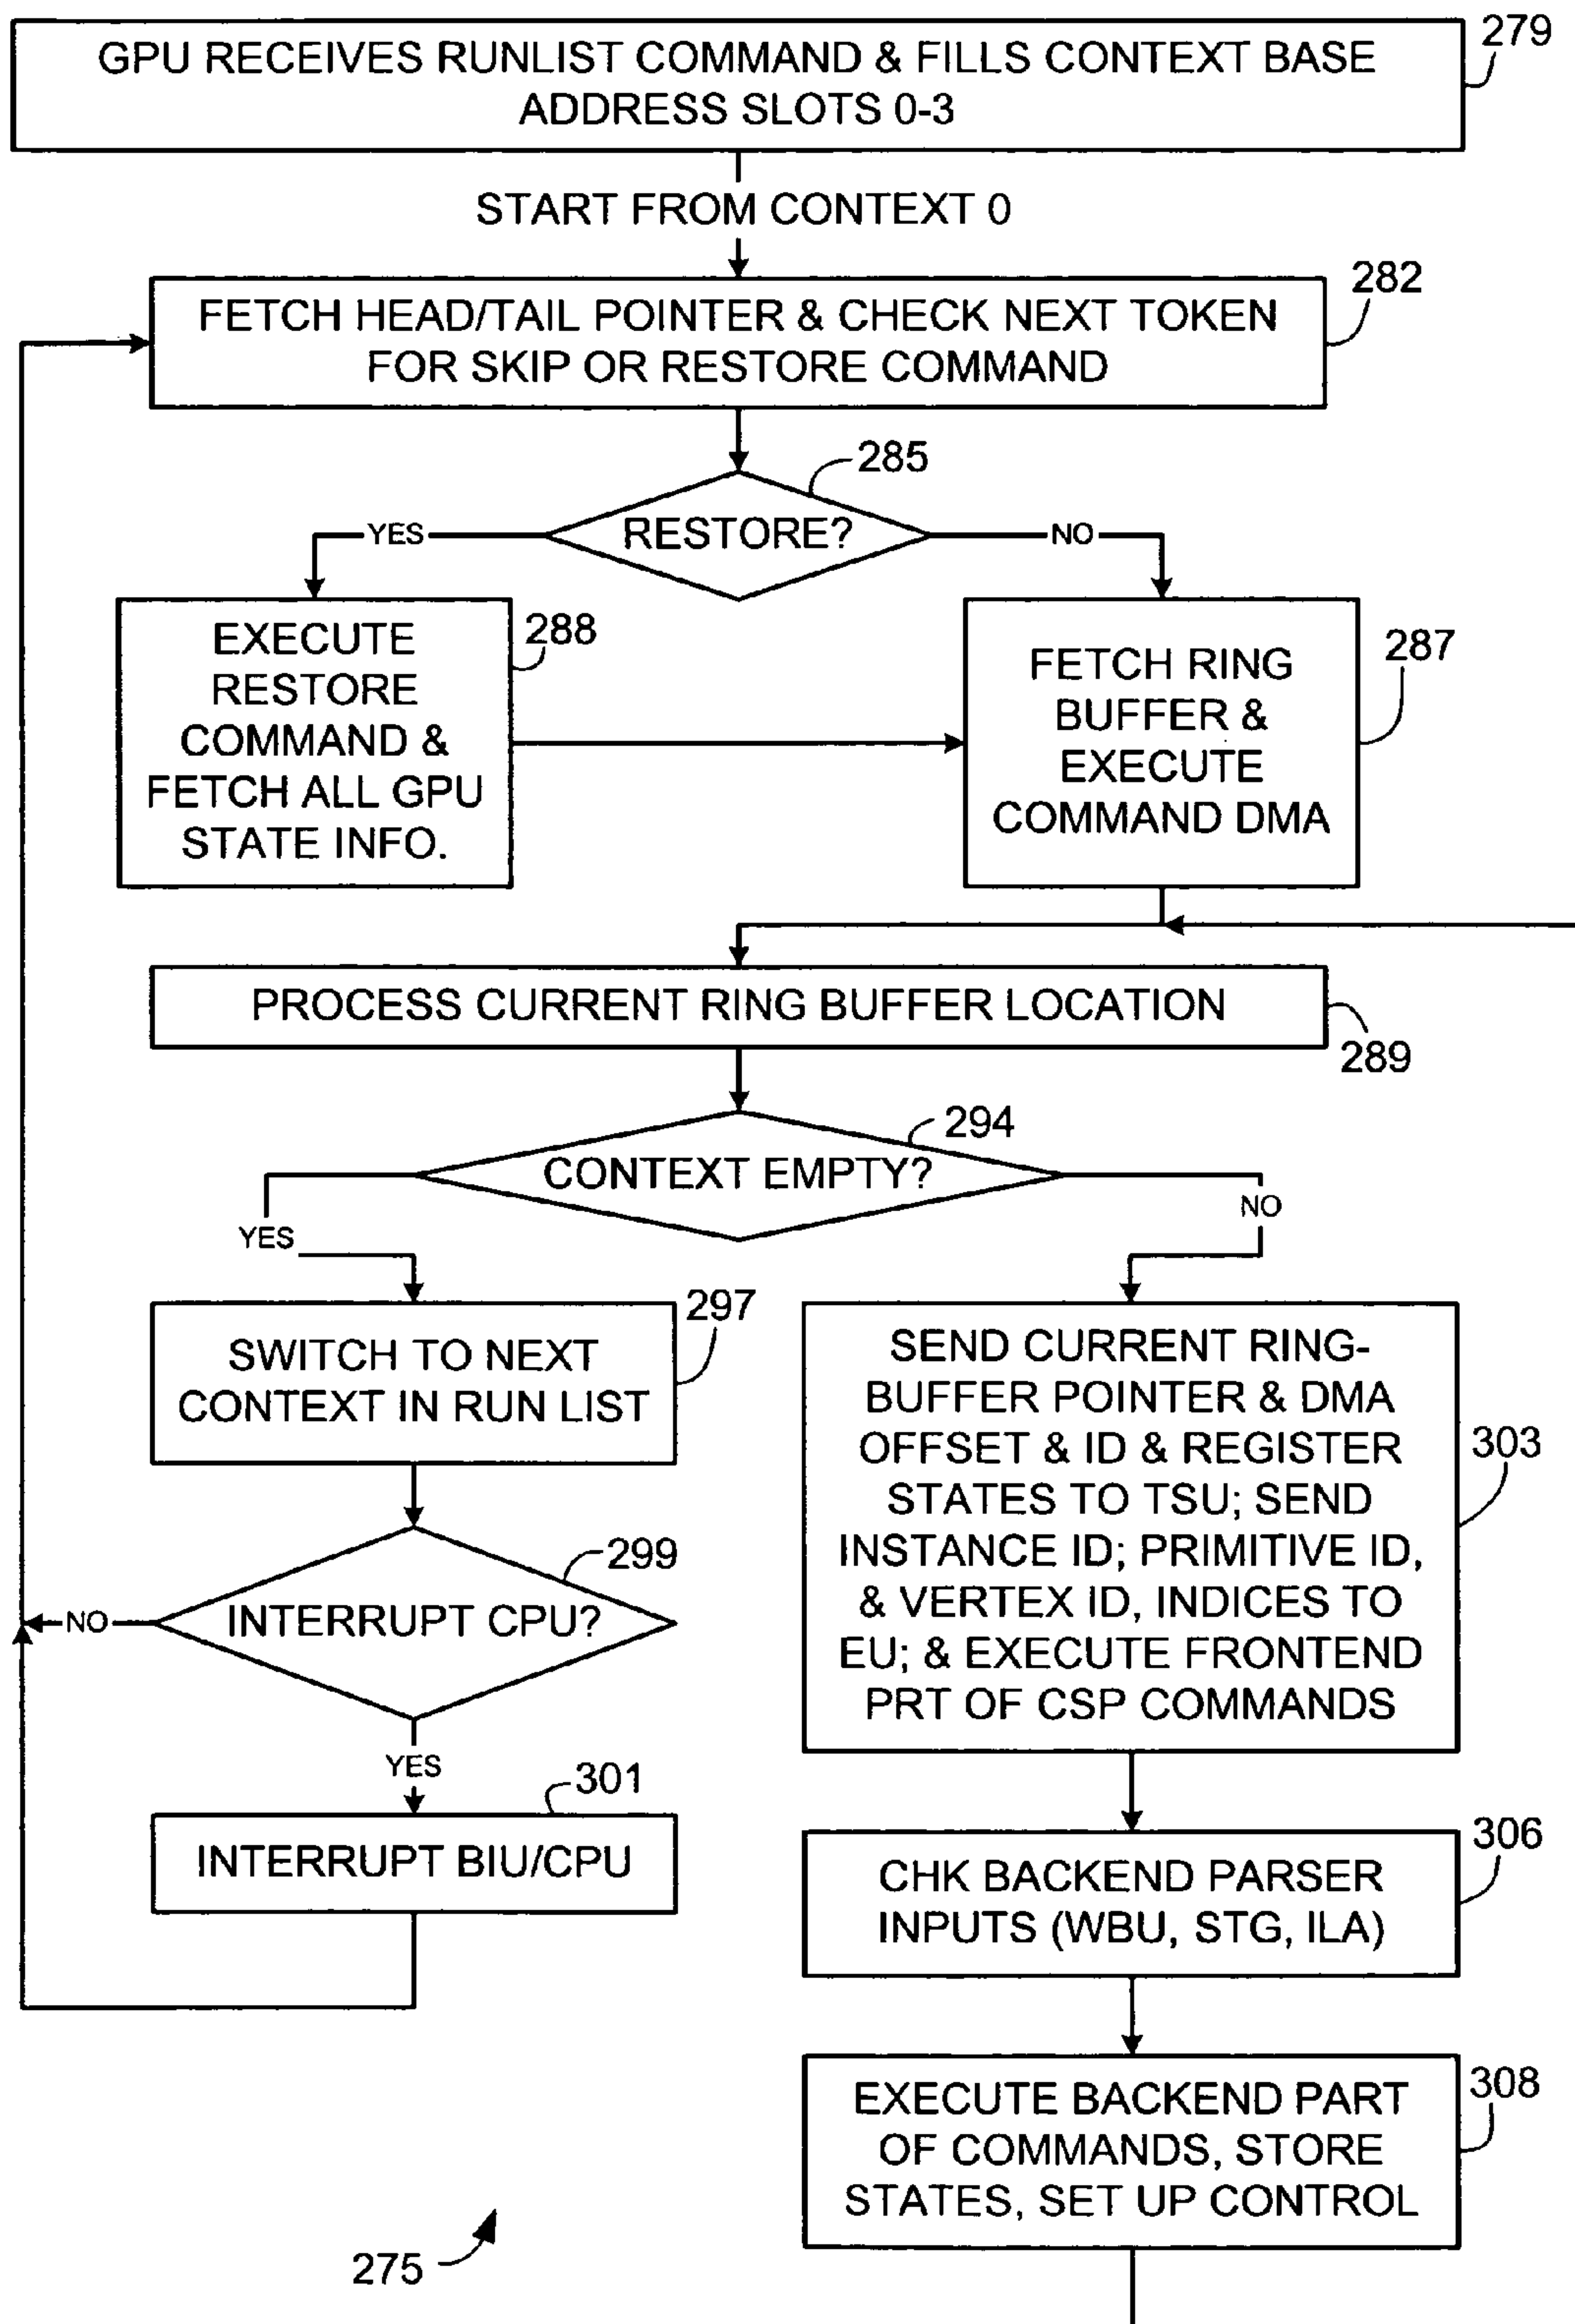 279
GPU RECEIVES RUNLIST COMMAND & FILLS CONTEXT BASE
ADDRESS SLOTS 0-3
START FROM CONTEXT 0
282
FETCH HEAD/TAIL POINTER & CHECK NEXT TOKEN
FOR SKIP OR RESTORE COMMAND
285
YES
RESTORE?
NO
288
EXECUTE
RESTORE
COMMAND &
FETCH ALL GPU
STATE INFO.
287
FETCH RING
BUFFER &
EXECUTE
COMMAND DMA
PROCESS CURRENT RING BUFFER LOCATION
289
294
CONTEXT EMPTY?
YES
NO
297
SWITCH TO NEXT
CONTEXT IN RUN LIST
299
INTERRUPT CPU?
NO
YES
301
INTERRUPT BIU/CPU
SEND CURRENT RING-
BUFFER POINTER & DMA
OFFSET & ID & REGISTER
STATES TO TSU; SEND
INSTANCE ID; PRIMITIVE ID,
& VERTEX ID, INDICES TO
EU; & EXECUTE FRONTEND
PRT OF CSP COMMANDS
303
306
CHK BACKEND PARSER
INPUTS (WBU, STG, ILA)
308
EXECUTE BACKEND PART
OF COMMANDS, STORE
STATES, SET UP CONTROL
275